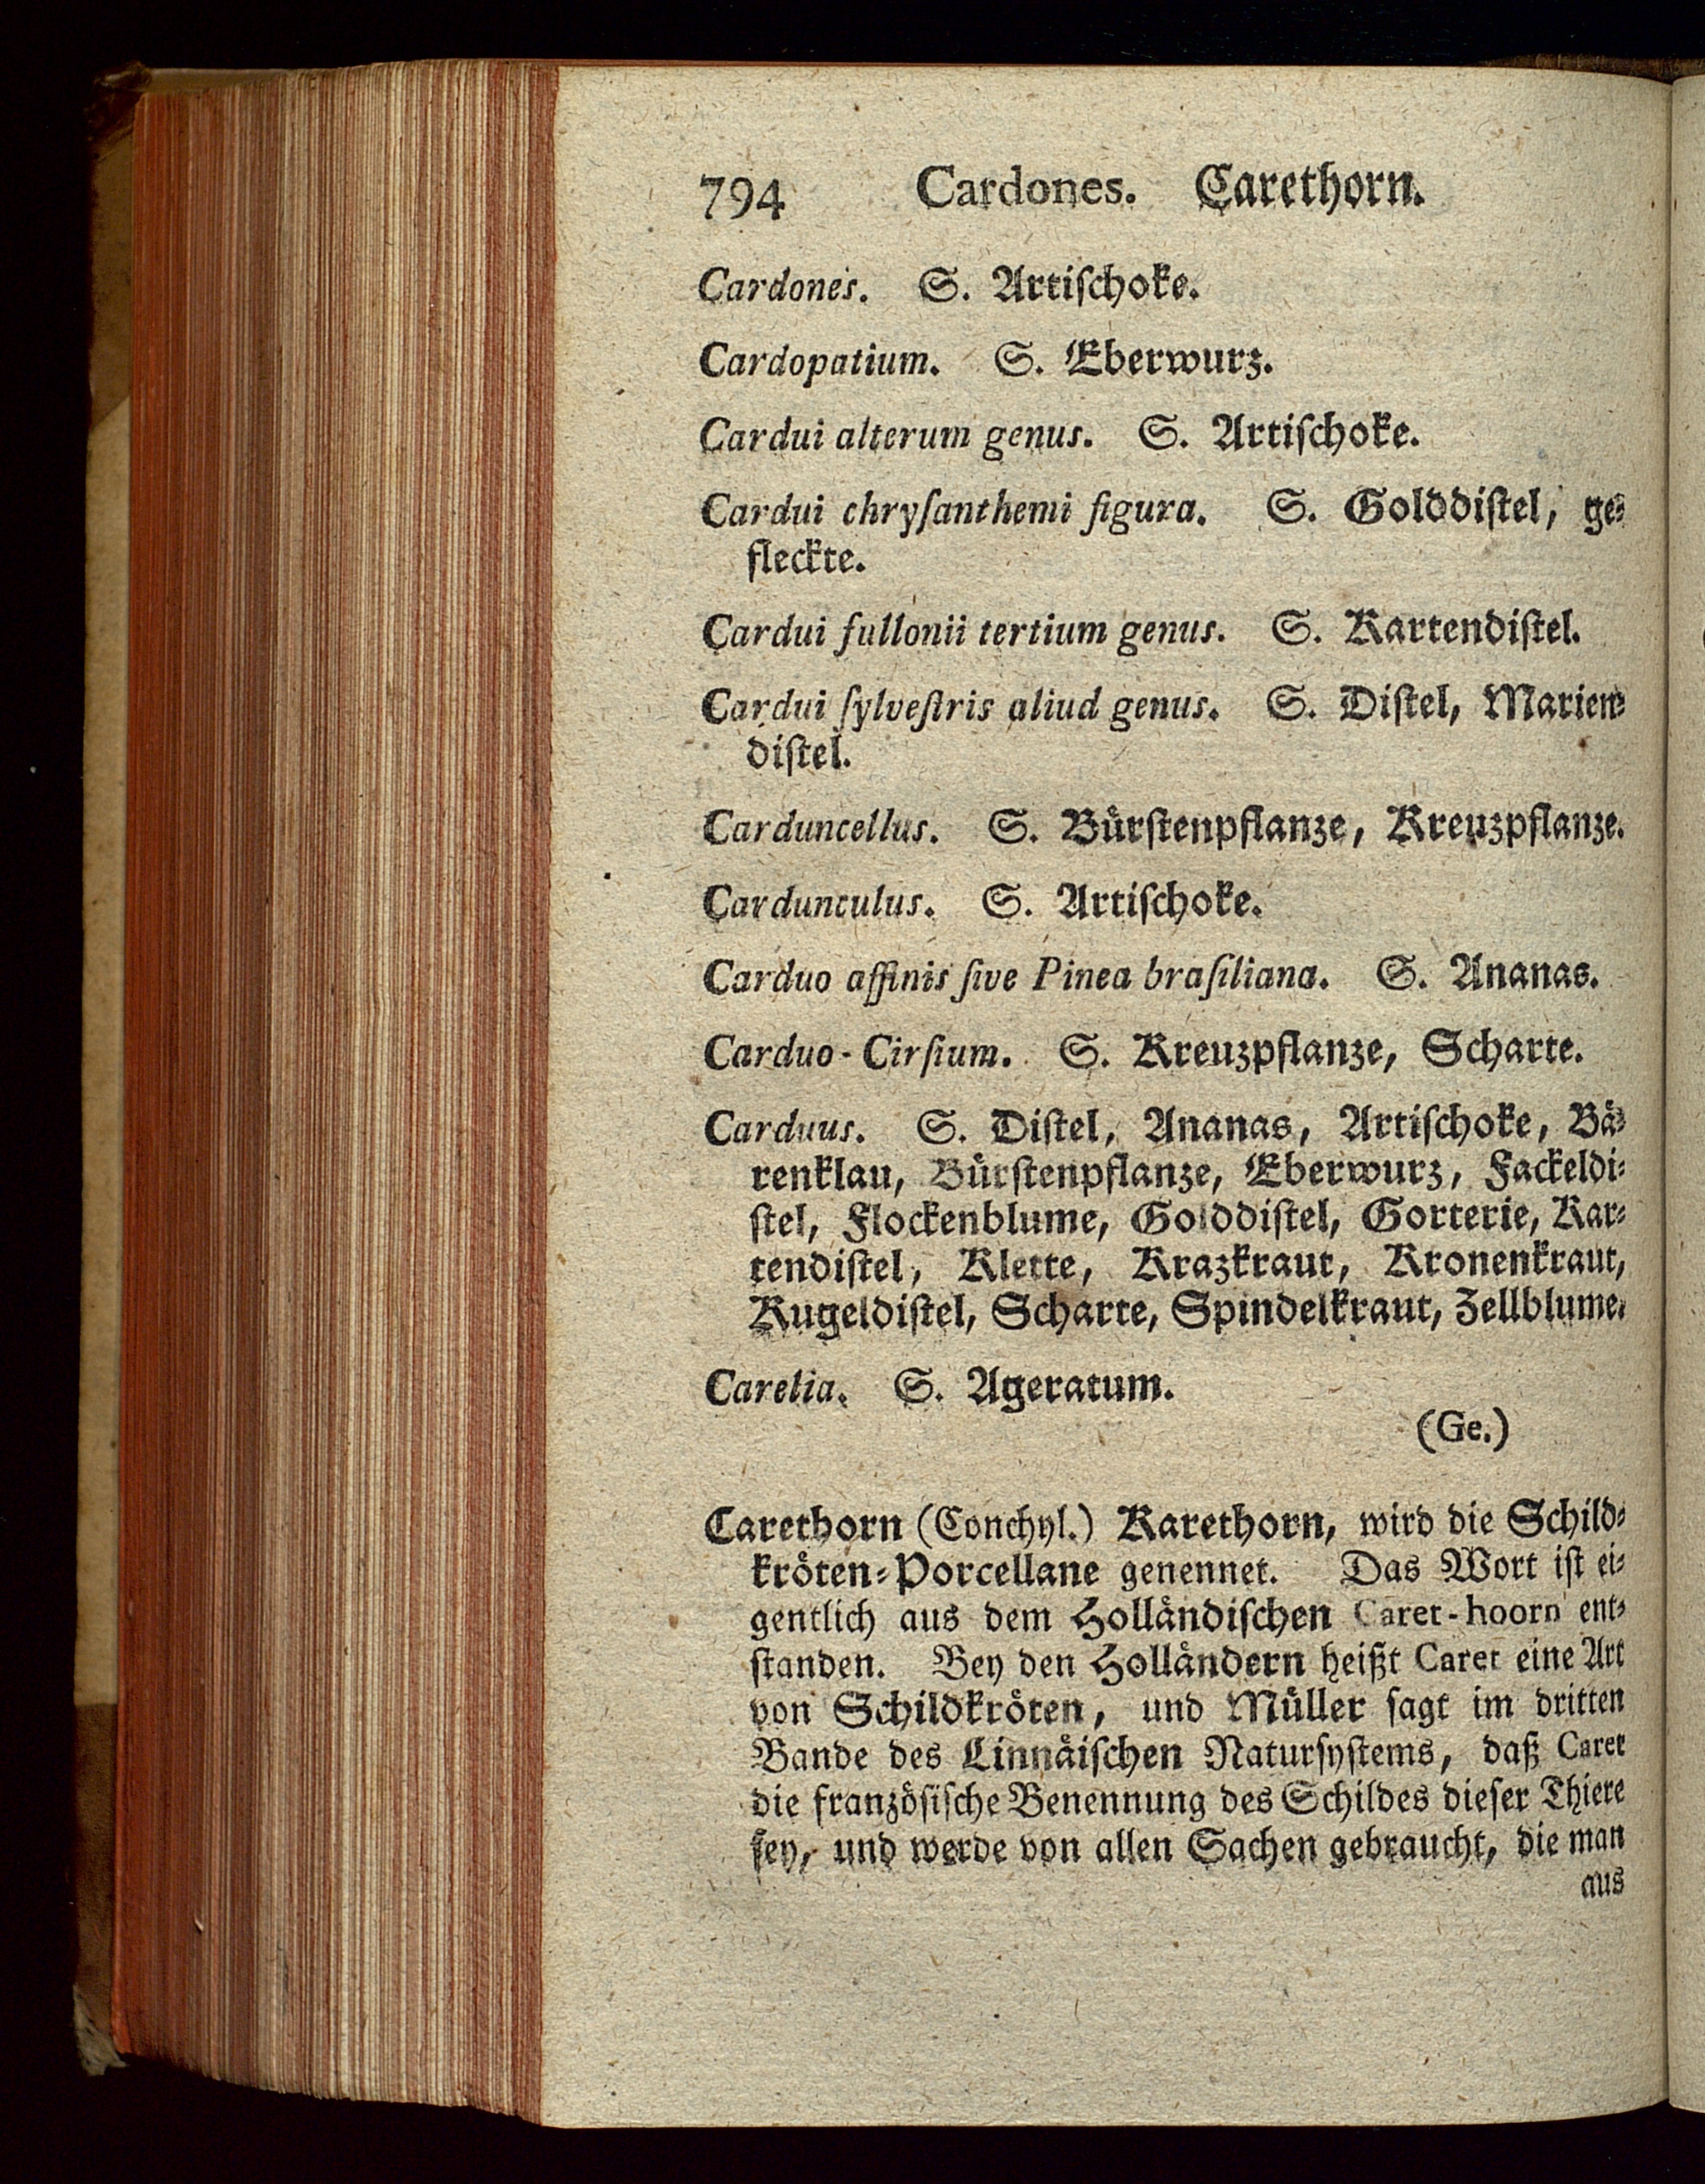 794 Cardones. Carethorn.
Cardones. S. Artiſchoke.
Cardopatium. S. Eberwurz.
Cardui alterum genus. S. Artiſchoke.
Cardui chryſanthemi figura. S. Golddiſtel, ge⸗
fleckte.
Cardui fullonii tertium genus. S. Kartendiſtel.
Cardui ſylveſtris aliud genus. S. Diſtel, Marien⸗
diſtel.
Carduncellus. S. Bürſtenpflanze, Kreuzpflanze.
Cardunculus. S. Artiſchoke.
Carduo affinis ſive Pinea braſiliana. S. Ananas.
Carduo-Cirſium. S. Kreuzpflanze, Scharte.
Carduus. S. Diſtel, Ananas, Artiſchoke, Bä⸗
renklau, Bürſtenpflanze, Eberwurz, Fackeldi⸗
ſtel, Flockenblume, Golddiſtel, Gorterie, Kar⸗
tendiſtel, Klette, Krazkraut, Kronenkraut,
Kugeldiſtel, Scharte, Spindelkraut, Zellblume.
Carelia. S. Ageratum.
(Ge.)
Carethorn (Conchyl.) Karethorn, wird die Schild⸗
kröten⸗Porcellane genennet. Das Wort iſt ei⸗
gentlich aus dem Holländiſchen Caret-hoorn ent⸗
ſtanden. Bey den Holländern heißt Caret eine Art
von Schildkröten, und Müller ſagt im dritten
Bande des Linnäiſchen Naturſyſtems, daß Caret
die franzöſiſche Benennung des Schildes dieſer Thiere
ſey, und werde von allen Sachen gebraucht, die man
aus